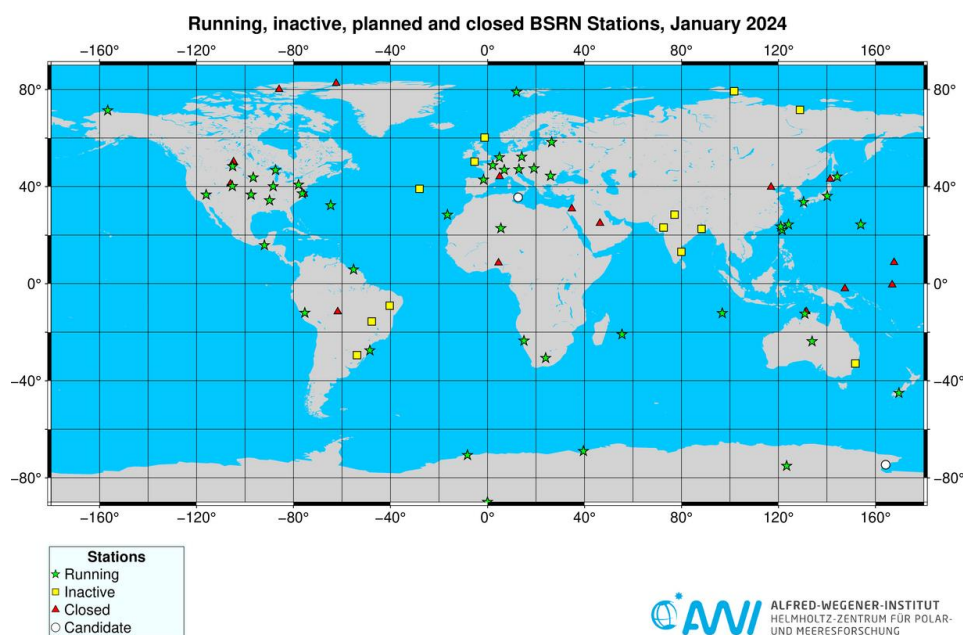 Running, inactive, planned and closed BSRN Stations, January 2024
−160° −120° −80° −40° 0° 40° 80° 120° 160°
80° 80°
40° 40°
0° 0°
−40° −40°
−80° −80°
−160° −120° −80° −40° 0° 40° 80° 120° 160°
Stations
Running
Inactive
Closed
Candidate
AWI
ALFRED-WEGENER-INSTITUT
HELMHOLTZ-ZENTRUM FÜR POLAR-
UND MEERESFORSCHUNG